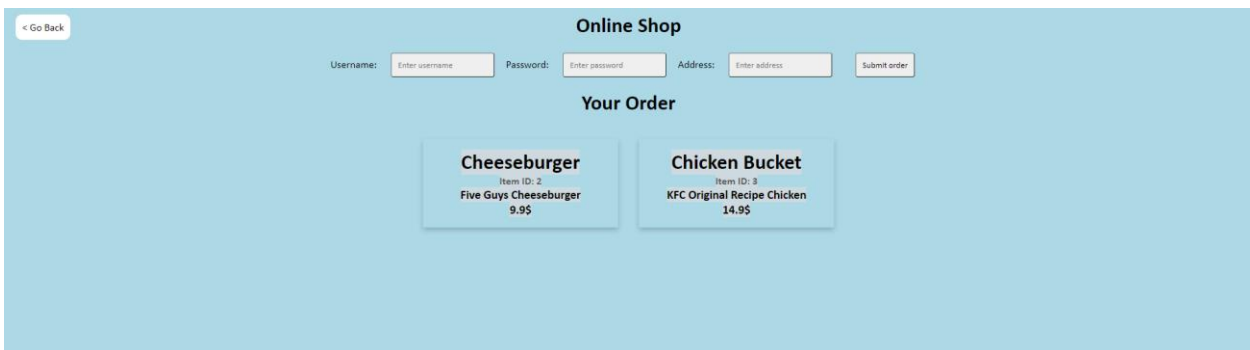 < Go Back
Online Shop
Username: Enter username Password: Enter password Address: Enter address Submit order
Your Order
Cheeseburger
Item ID: 2
Five Guys Cheeseburger
9.9$
Chicken Bucket
Item ID: 3
KFC Original Recipe Chicken
14.9$